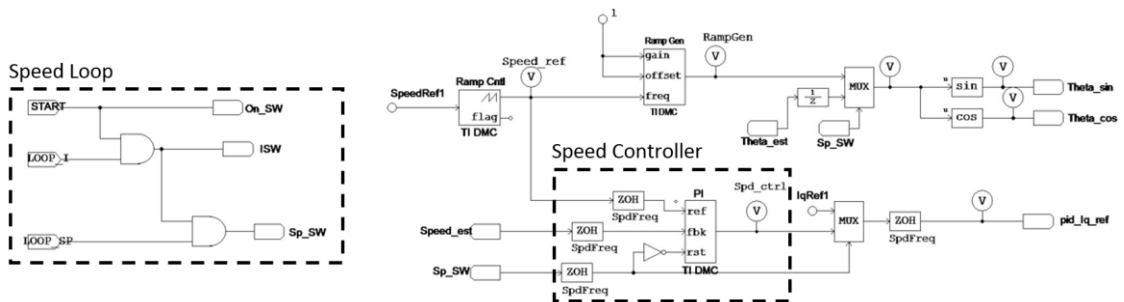 Speed Loop
START
On_SW
ISW
LOOP_I
LOOP_SP
Sp_SW
1
Ramp Gen
gain
offset
freq
TI DMC
RampGen
V
Speed_ref
V
Ramp Cntl
SpeedRef1
flag
TI DMC
1
Z
Theta_est
Sp_SW
MUX
V
u
sin
V
Theta_sin
u
cos
V
Theta_cos
Speed Controller
ZOH
SpdFreq
PI
ref
fbk
rst
TI DMC
Spd_ctrl
V
Speed_est
ZOH
SpdFreq
Sp_SW
ZOH
SpdFreq
IqRef1
MUX
ZOH
SpdFreq
V
pid_Iq_ref